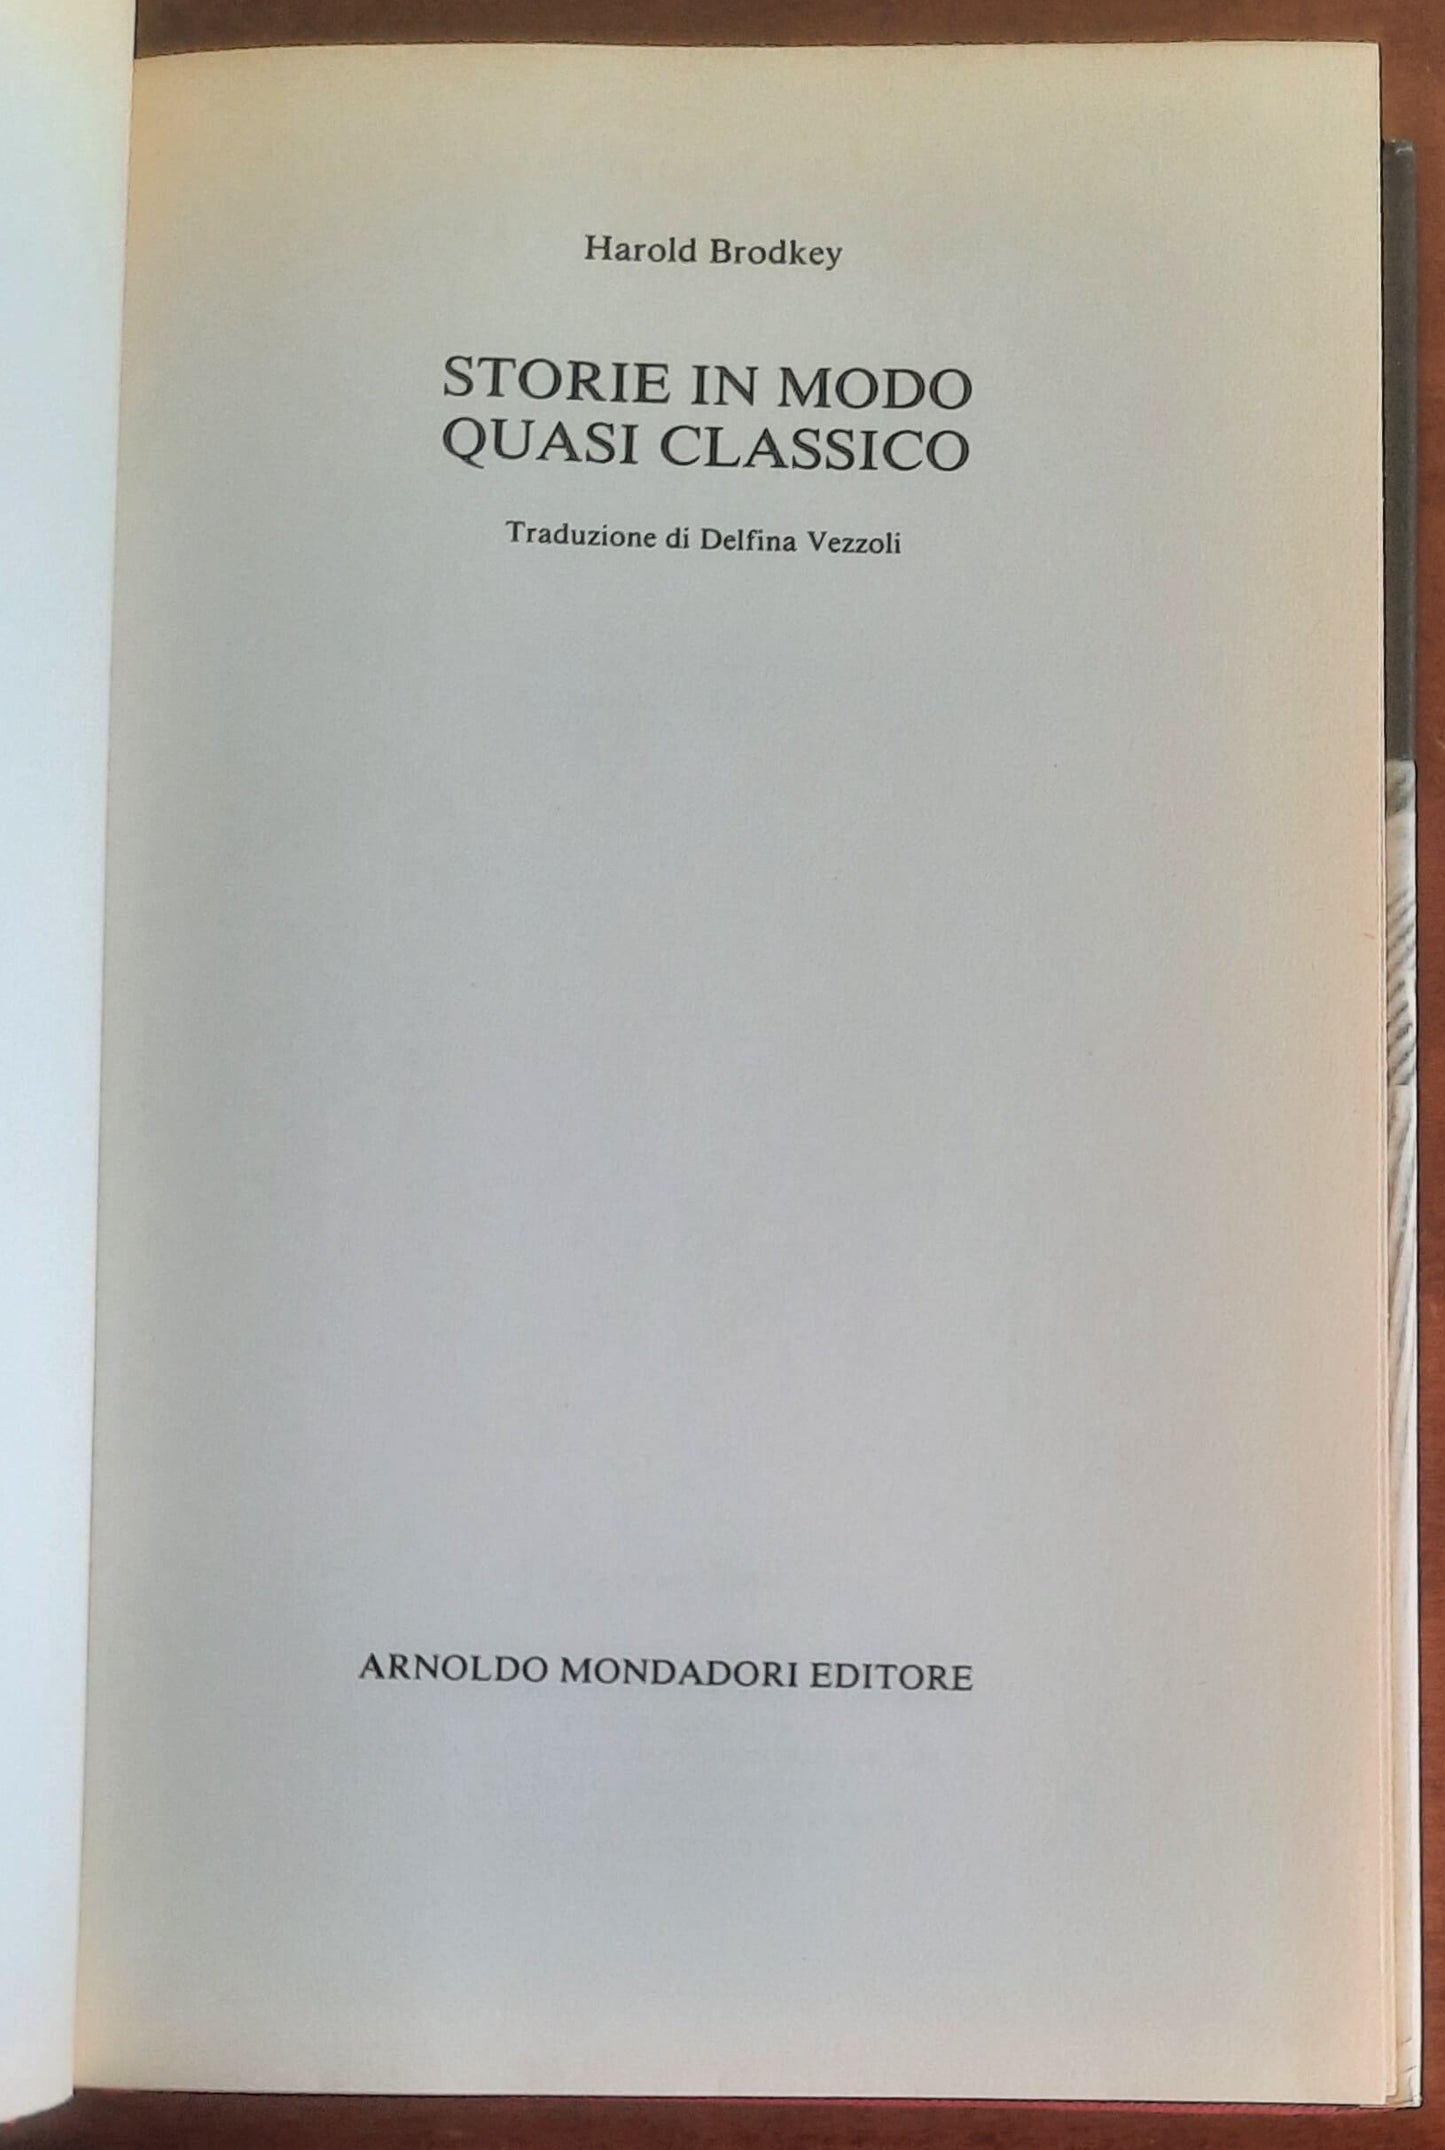 Harold Brodkey
STORIE IN MODO
QUASI CLASSICO
Traduzione di Delfina Vezzoli
ARNOLDO MONDADORI EDITORE